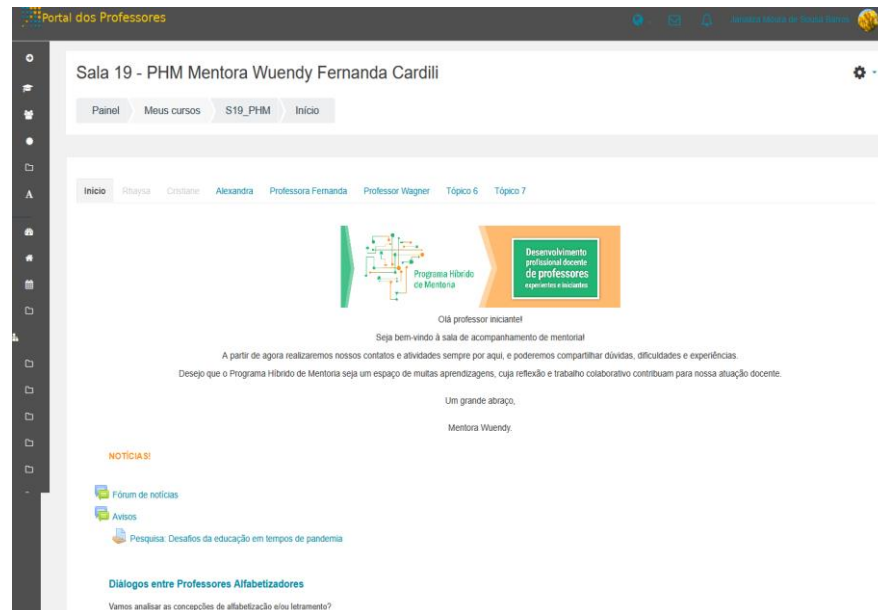 Portal dos Professores
Sala 19 - PHM Mentora Wuendy Fernanda Cardili
Painel Meus cursos S19_PHM Início
Início Rhaysa Cristiane Alexandra Professora Fernanda Professor Wagner Tópico 6 Tópico 7
A
Programa Híbrido
de Mentoria
Desenvolvimento
profissional docente
de professores
experientes e iniciantes
Olá professor iniciante!
Seja bem-vindo à sala de acompanhamento de mentoria!
A partir de agora realizaremos nossos contatos e atividades sempre por aqui, e poderemos compartilhar dúvidas, dificuldades e experiências.
Desejo que o Programa Híbrido de Mentoria seja um espaço de muitas aprendizagens, cuja reflexão e trabalho colaborativo contribuam para nossa atuação docente.
Um grande abraço,
Mentora Wuendy.
NOTÍCIAS!
Fórum de notícias
Avisos
Pesquisa: Desafios da educação em tempos de pandemia
Diálogos entre Professores Alfabetizadores
Vamos analisar as concepções de alfabetização e/ou letramento?